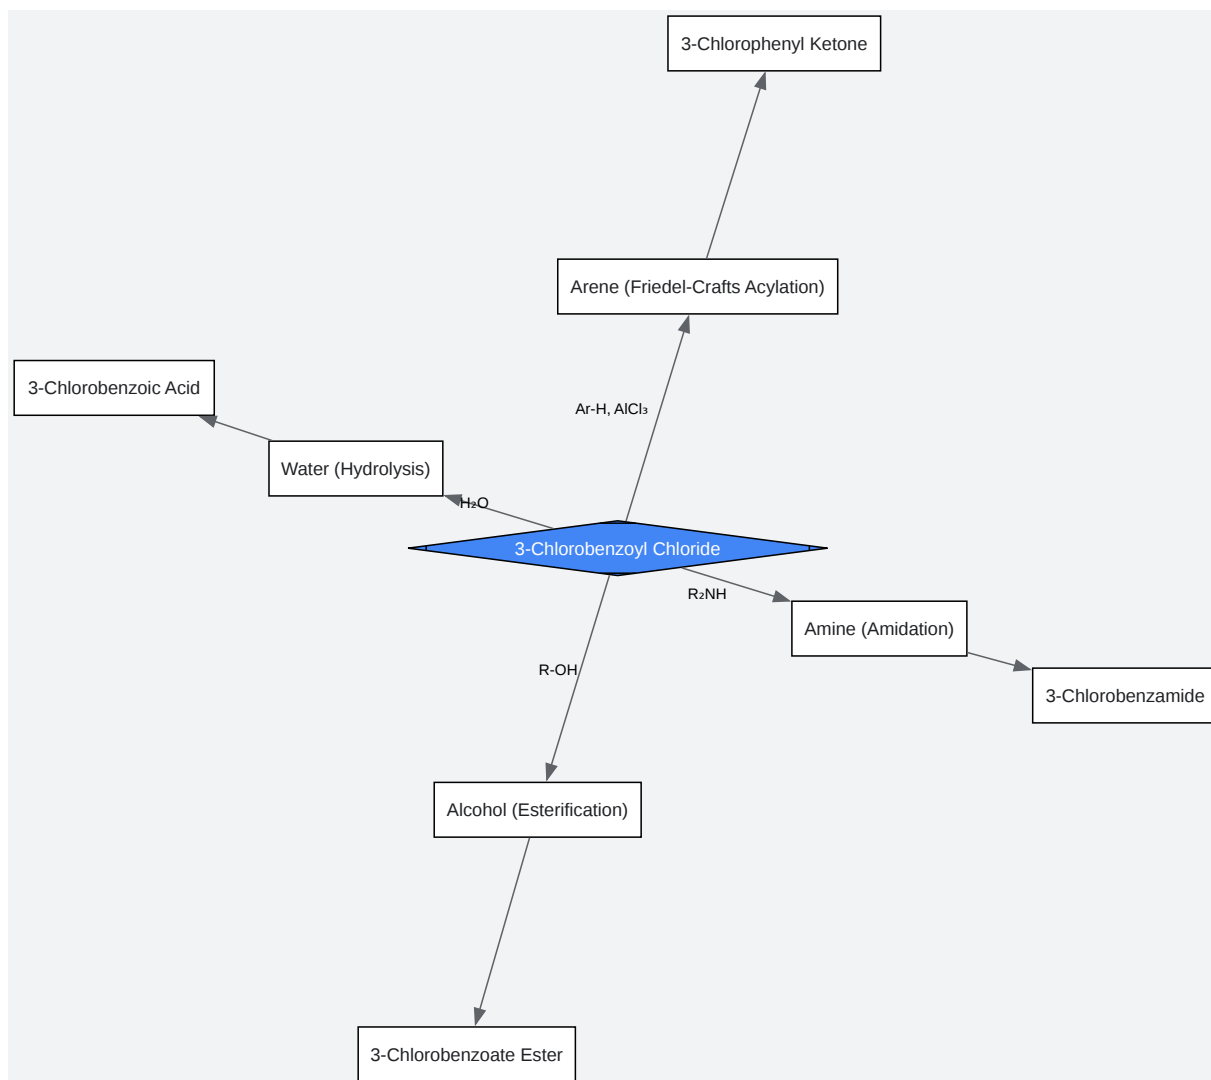 3-Chlorophenyl Ketone
Arene (Friedel-Crafts Acylation)
3-Chlorobenzoic Acid
Ar-H, AlCl₃
Water (Hydrolysis)
H₂O
3-Chlorobenzoyl Chloride
R₂NH
Amine (Amidation)
R-OH
3-Chlorobenzamide
Alcohol (Esterification)
3-Chlorobenzoate Ester